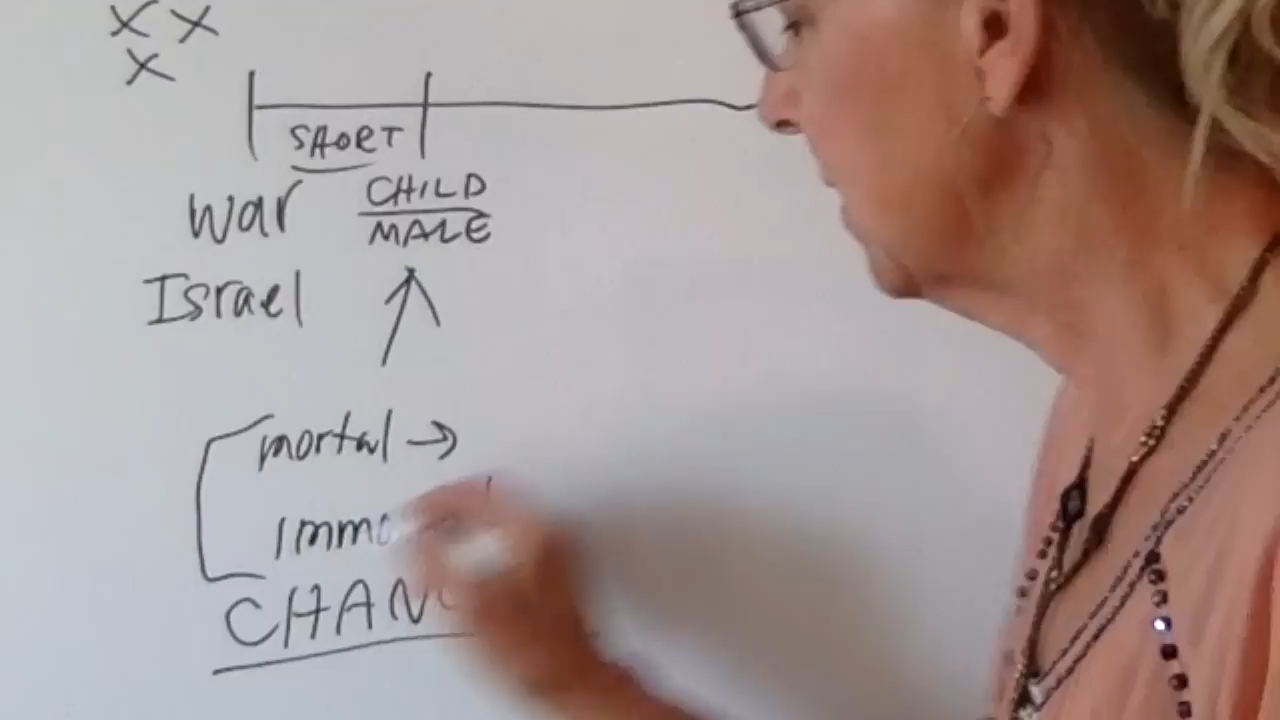 X X
X
SHORT
war CHILD
MALE
Israel
mortal →